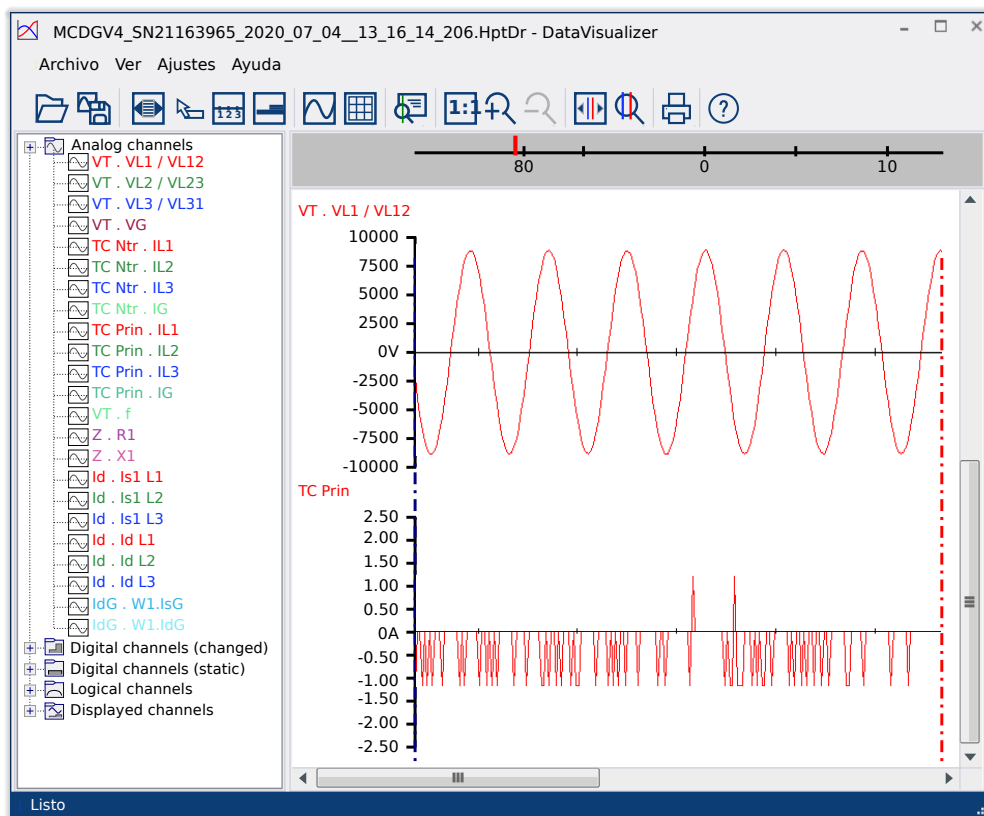 MCDGV4_SN21163965_2020_07_04__13_16_14_206.HptDr - DataVisualizer
Archivo Ver Ajustes Ayuda
1 2 3
1:1
?
Analog channels
VT . VL1 / VL12
VT . VL2 / VL23
VT . VL3 / VL31
VT . VG
TC Ntr . IL1
TC Ntr . IL2
TC Ntr . IL3
TC Ntr . IG
TC Prin . IL1
TC Prin . IL2
TC Prin . IL3
TC Prin . IG
VT . f
Z . R1
Z . X1
Id . Is1 L1
Id . Is1 L2
Id . Is1 L3
Id . Id L1
Id . Id L2
Id . Id L3
IdG . W1.IsG
IdG . W1.IdG
Digital channels (changed)
Digital channels (static)
Logical channels
Displayed channels
80 0 10
VT . VL1 / VL12
10000
7500
5000
2500
0V
-2500
-5000
-7500
-10000
TC Prin
2.50
2.00
1.50
1.00
0.50
0A
-0.50
-1.00
-1.50
-2.00
-2.50
Listo